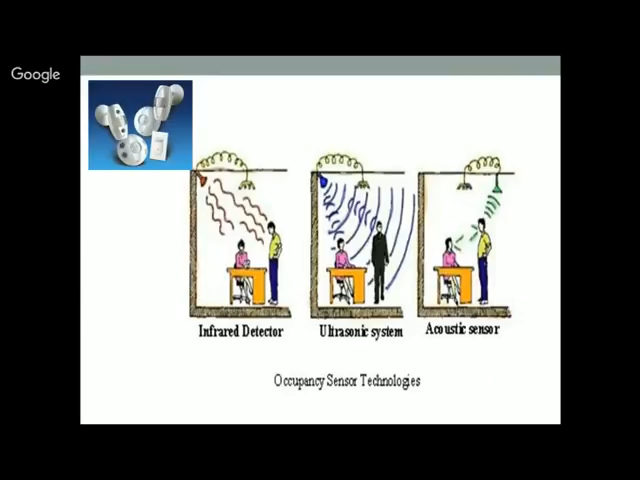 Google
Infrared Detector
Ultrasonic system
Acoustic sensor
Occupancy Sensor Technologies